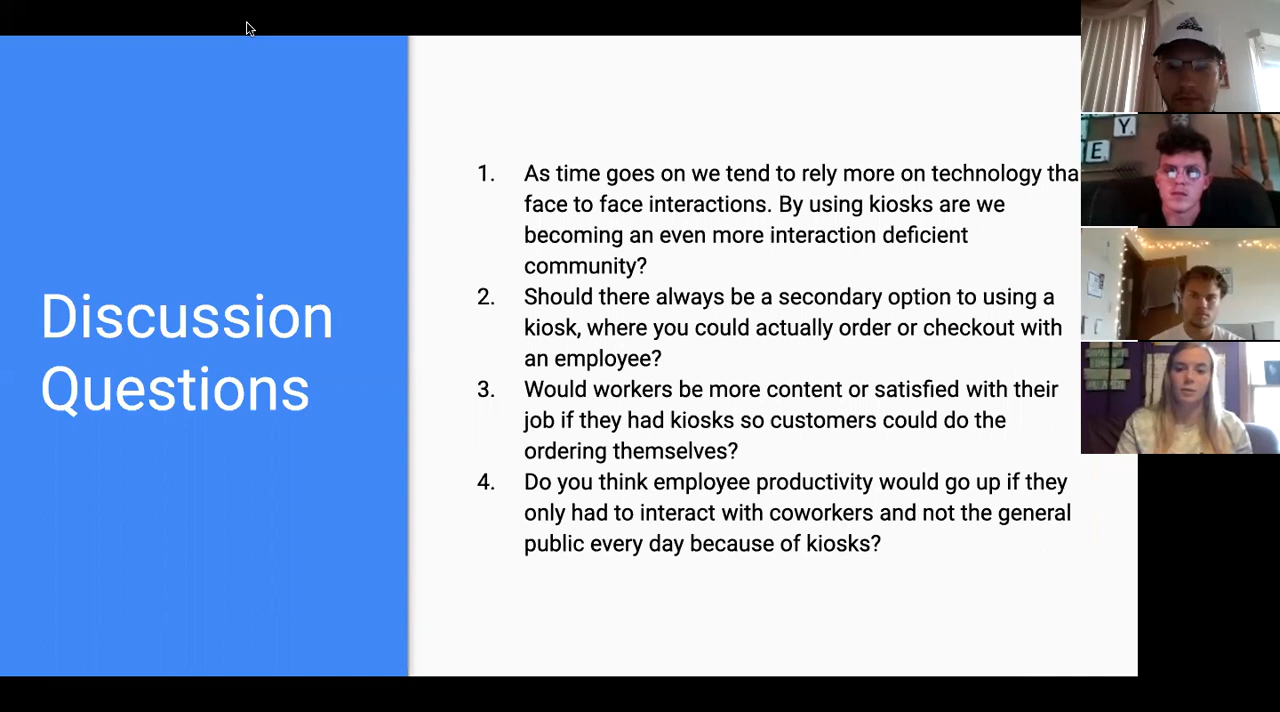 Discussion
Questions
1. As time goes on we tend to rely more on technology tha
face to face interactions. By using kiosks are we
becoming an even more interaction deficient
community?
2. Should there always be a secondary option to using a
kiosk, where you could actually order or checkout with
an employee?
3. Would workers be more content or satisfied with their
job if they had kiosks so customers could do the
ordering themselves?
4. Do you think employee productivity would go up if they
only had to interact with coworkers and not the general
public every day because of kiosks?
adidas
Y
E